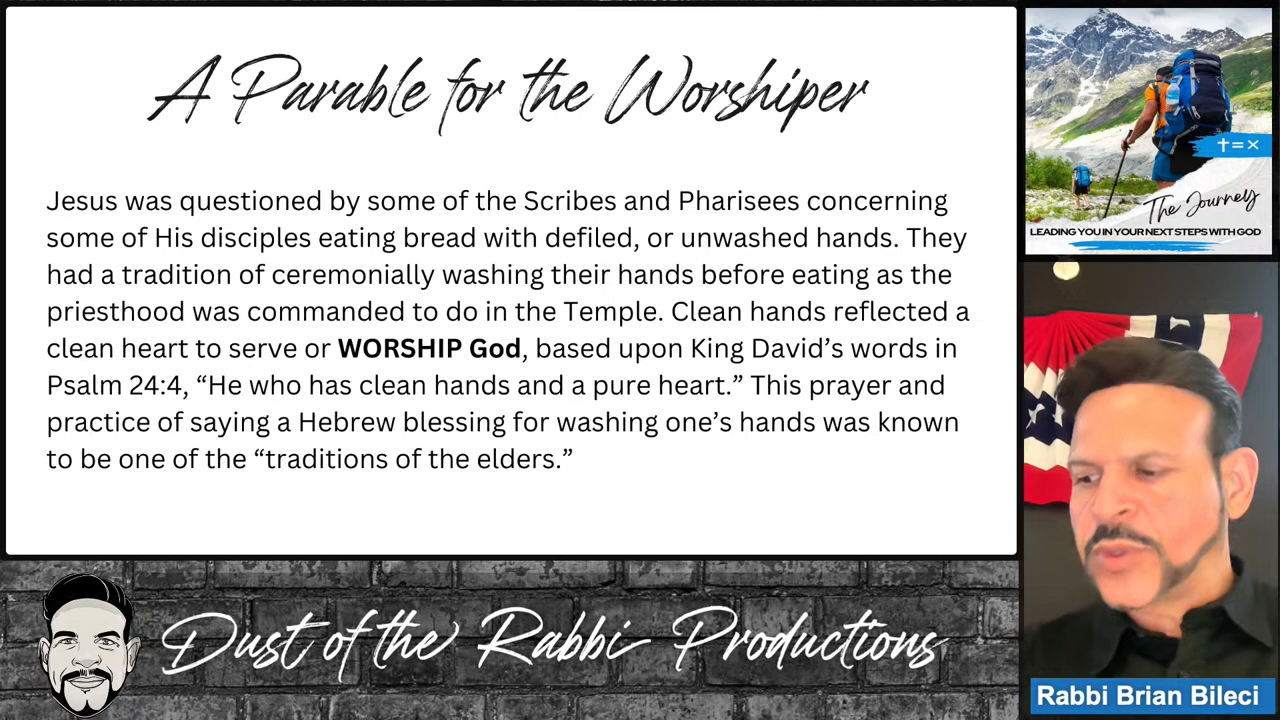 A Parable for the Worshiper
Jesus was questioned by some of the Scribes and Pharisees concerning
some of His disciples eating bread with defiled, or unwashed hands. They
had a tradition of ceremonially washing their hands before eating as the
priesthood was commanded to do in the Temple. Clean hands reflected a
clean heart to serve or WORSHIP God, based upon King David’s words in
Psalm 24:4, “He who has clean hands and a pure heart.” This prayer and
practice of saying a Hebrew blessing for washing one’s hands was known
to be one of the “traditions of the elders.”
Dust of the Rabbi Productions
†=×
The Journey
LEADING YOU IN YOUR NEXT STEPS WITH GOD
Rabbi Brian Bileci